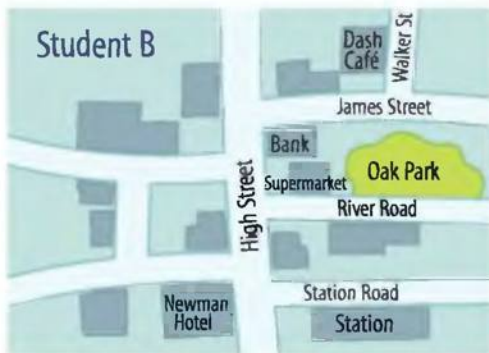 Student B
Dash
Café
Walker St
James Street
Bank
Oak Park
Supermarket
High Street
River Road
Station Road
Newman
Hotel
Station